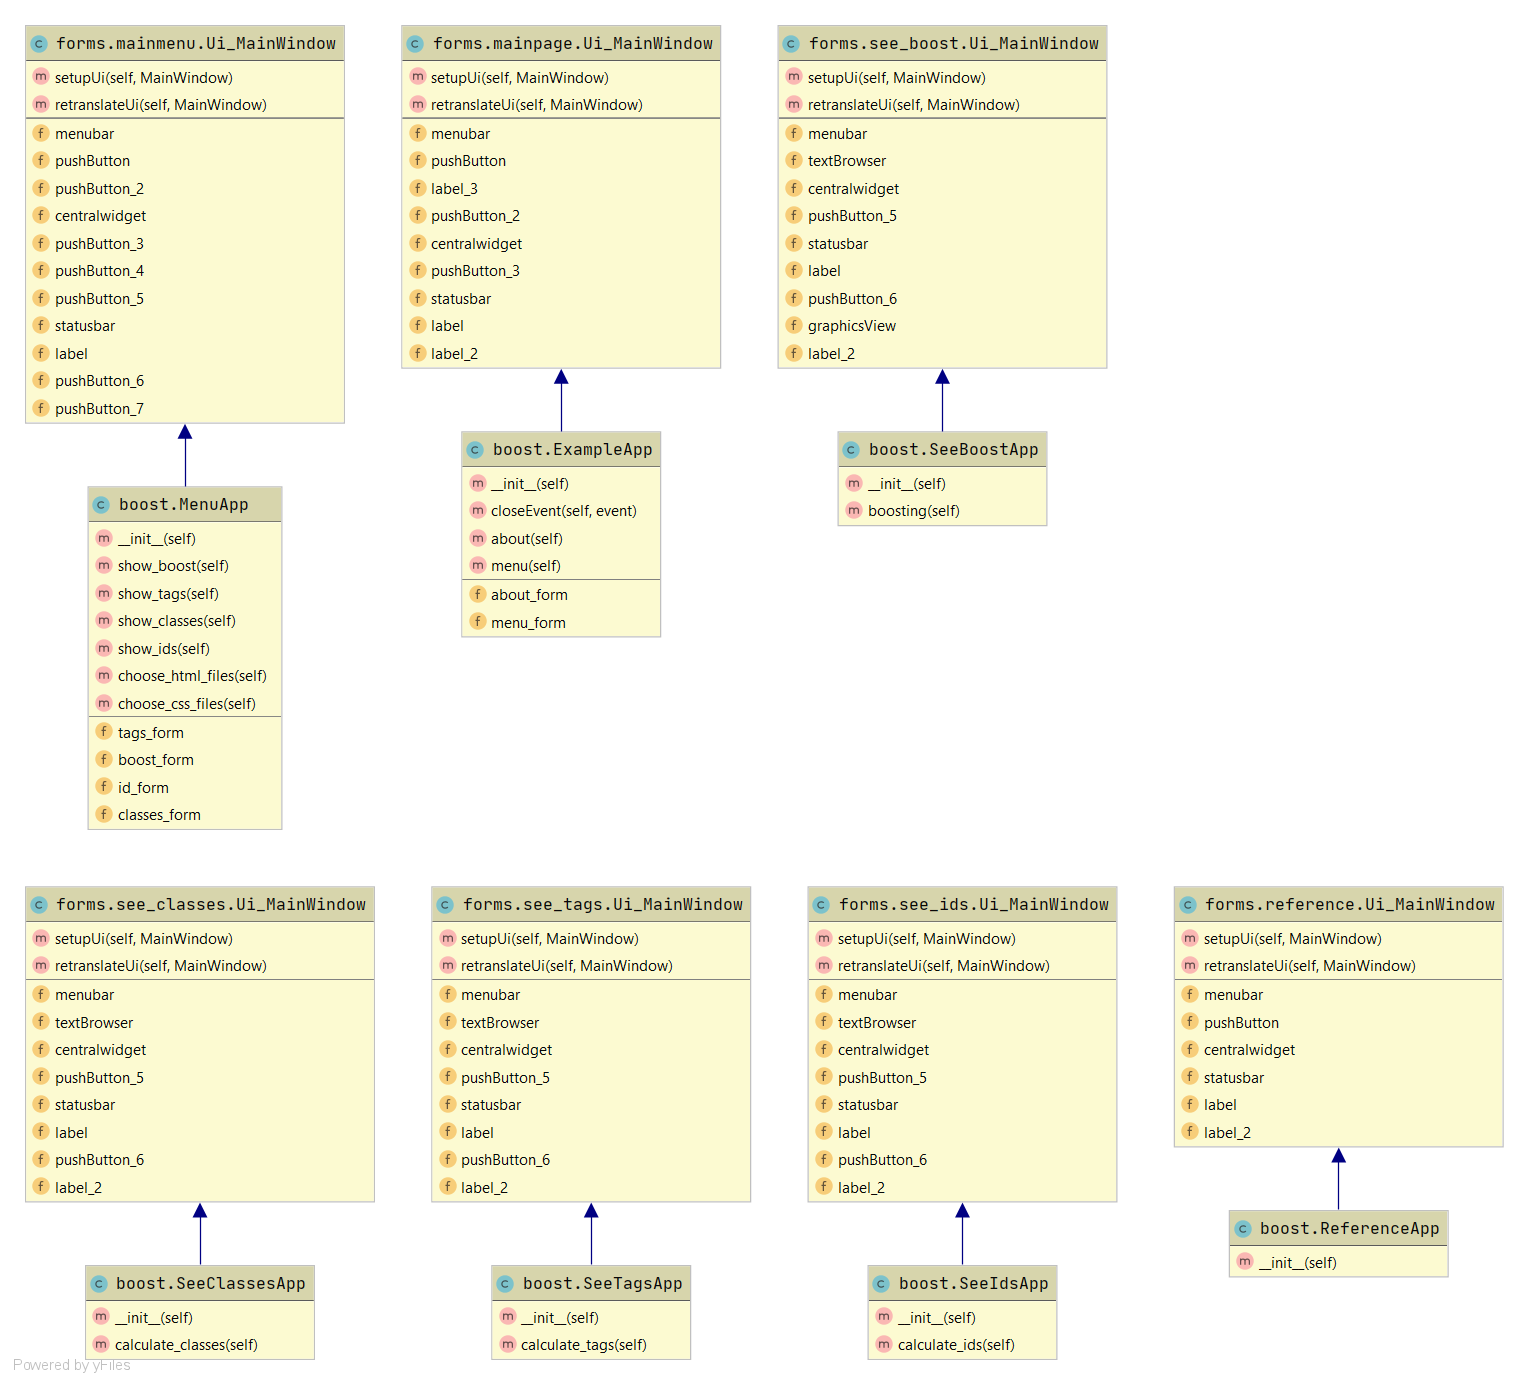 forms.mainmenu.Ui_MainWindow
setupUi(self, MainWindow)
retranslateUi(self, MainWindow)
menubar
pushButton
pushButton_2
centralwidget
pushButton_3
pushButton_4
pushButton_5
statusbar
label
pushButton_6
pushButton_7
boost.MenuApp
__init__(self)
show_boost(self)
show_tags(self)
show_classes(self)
show_ids(self)
choose_html_files(self)
choose_css_files(self)
tags_form
boost_form
id_form
classes_form
forms.mainpage.Ui_MainWindow
setupUi(self, MainWindow)
retranslateUi(self, MainWindow)
menubar
pushButton
label_3
pushButton_2
centralwidget
pushButton_3
statusbar
label
label_2
boost.ExampleApp
__init__(self)
closeEvent(self, event)
about(self)
menu(self)
about_form
menu_form
forms.see_boost.Ui_MainWindow
setupUi(self, MainWindow)
retranslateUi(self, MainWindow)
menubar
textBrowser
centralwidget
pushButton_5
statusbar
label
pushButton_6
graphicsView
label_2
boost.SeeBoostApp
__init__(self)
boosting(self)
forms.see_classes.Ui_MainWindow
setupUi(self, MainWindow)
retranslateUi(self, MainWindow)
menubar
textBrowser
centralwidget
pushButton_5
statusbar
label
pushButton_6
label_2
boost.SeeClassesApp
__init__(self)
calculate_classes(self)
forms.see_tags.Ui_MainWindow
setupUi(self, MainWindow)
retranslateUi(self, MainWindow)
menubar
textBrowser
centralwidget
pushButton_5
statusbar
label
pushButton_6
label_2
boost.SeeTagsApp
__init__(self)
calculate_tags(self)
forms.see_ids.Ui_MainWindow
setupUi(self, MainWindow)
retranslateUi(self, MainWindow)
menubar
textBrowser
centralwidget
pushButton_5
statusbar
label
pushButton_6
label_2
boost.SeeIdsApp
__init__(self)
calculate_ids(self)
forms.reference.Ui_MainWindow
setupUi(self, MainWindow)
retranslateUi(self, MainWindow)
menubar
pushButton
centralwidget
statusbar
label
label_2
boost.ReferenceApp
__init__(self)
Powered by yFiles